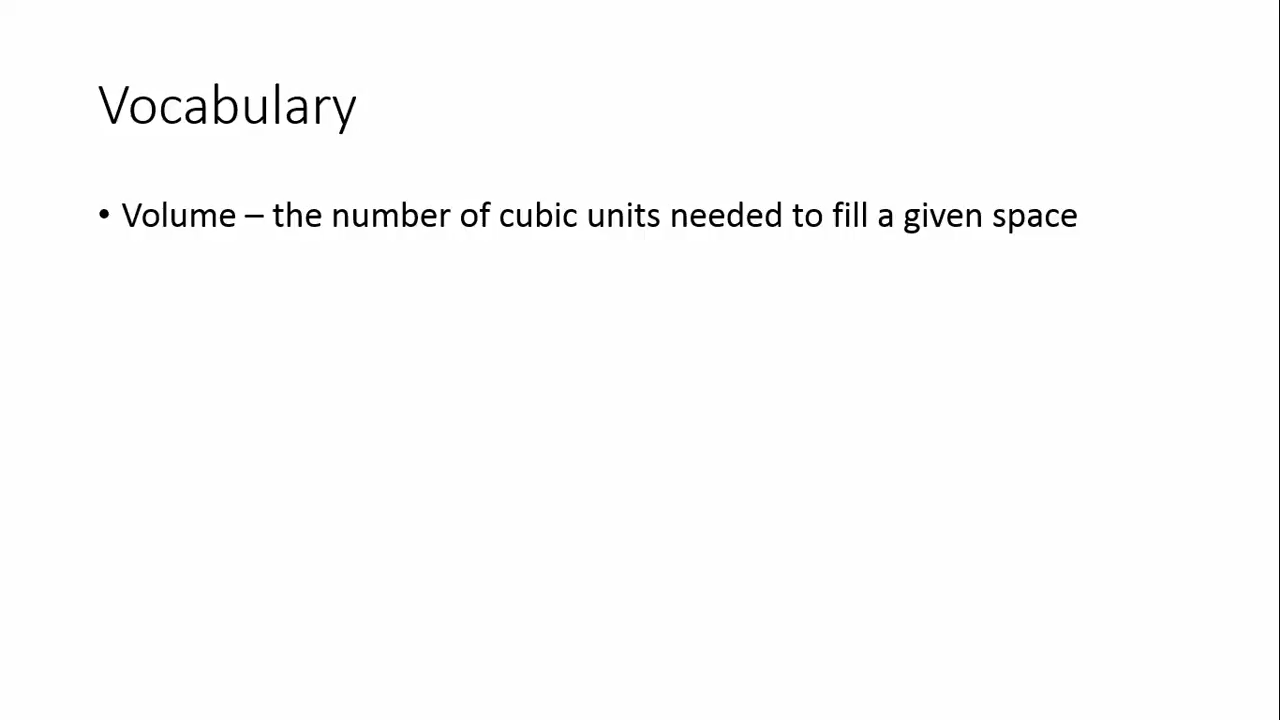 Vocabulary
• Volume – the number of cubic units needed to fill a given space